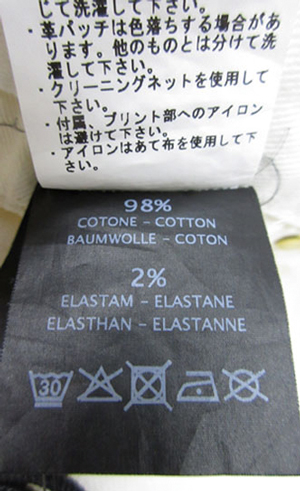 じて洗濯して下さい。
・革パッチは色落ちする場合があ
ります。他のものとは分けて洗
濯して下さい。
・クリーニングネットを使用して
下さい。
・付属、プリント部へのアイロン
は避けて下さい。
・アイロンはあて布を使用して下
さい。
98%
COTONE - COTTON
BAUMWOLLE - COTON
2%
ELASTAM - ELASTANE
ELASTHAN - ELASTANNE
30